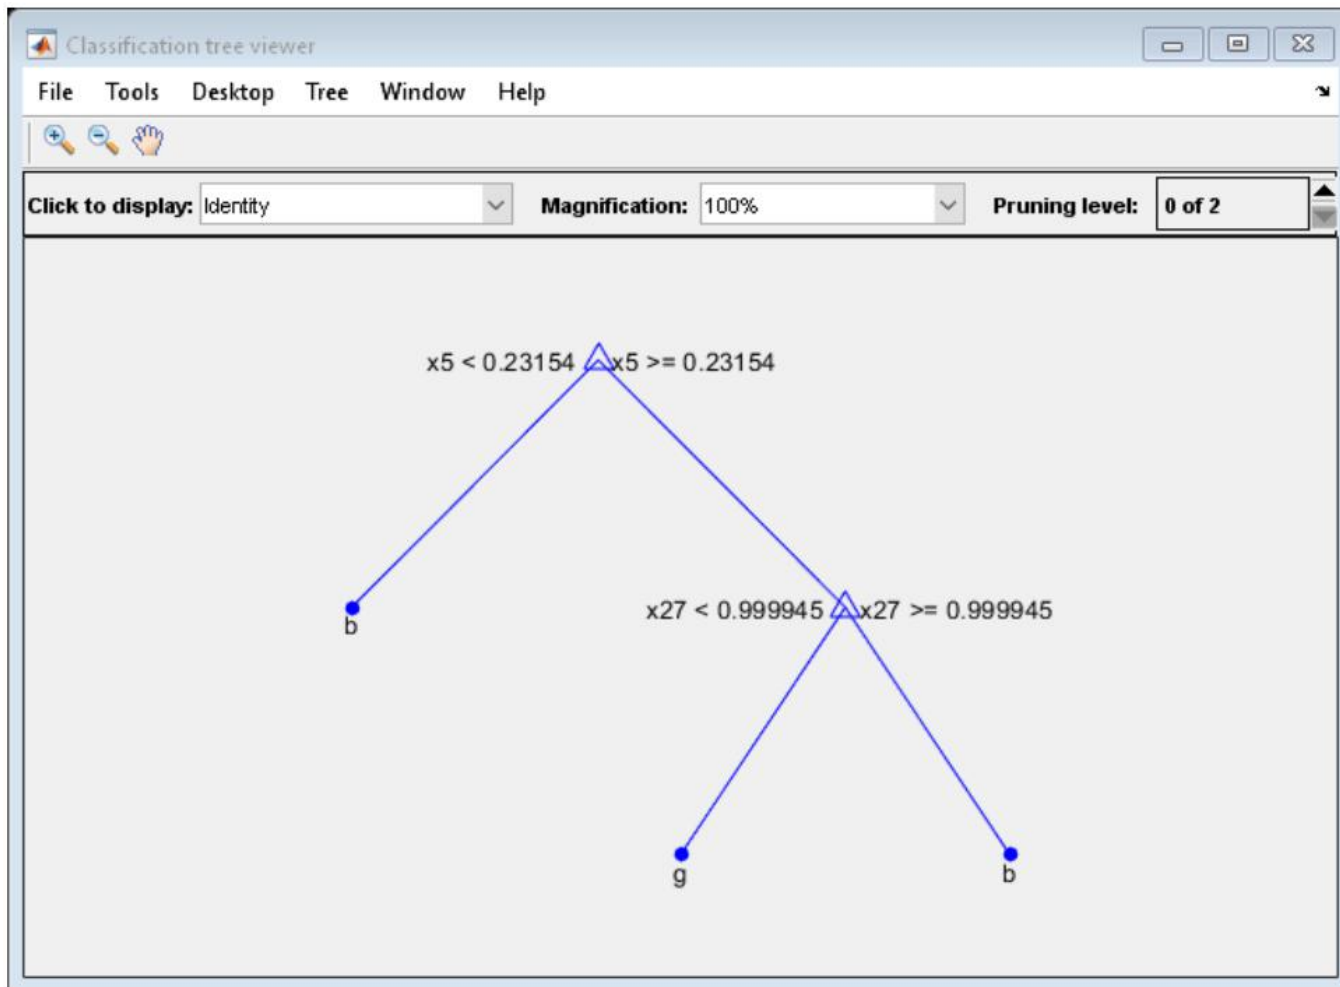 Classification tree viewer
File Tools Desktop Tree Window Help
Click to display: Identity Magnification: 100% Pruning level: 0 of 2
x5 < 0.23154 x5 >= 0.23154
b
x27 < 0.999945 x27 >= 0.999945
g b